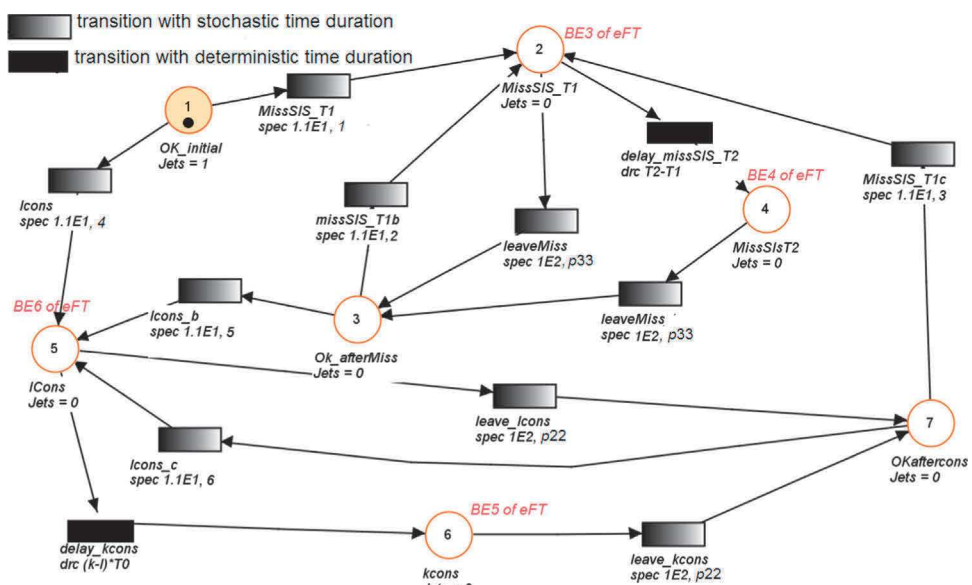 transition with stochastic time duration
transition with deterministic time duration
2
BE3 of eFT
MissSIS_T1
Jets = 0
1
OK_initial
Jets = 1
MissSIS_T1
spec 1.1E1, 1
delay_missSIS_T2
drc T2-T1
MissSIS_T1c
spec 1.1E1, 3
Icons
spec 1.1E1, 4
missSIS_T1b
spec 1.1E1,2
leaveMiss
spec 1E2, p33
BE4 of eFT
4
MissSIsT2
Jets = 0
BE6 of eFT
5
ICons
Jets = 0
Icons_b
spec 1.1E1, 5
3
Ok_afterMiss
Jets = 0
leaveMiss
spec 1E2, p33
leave_Icons
spec 1E2, p22
7
OKaftercons
Jets = 0
Icons_c
spec 1.1E1, 6
delay_kcons
drc (k-l)*T0
BE5 of eFT
6
kcons
leave_kcons
spec 1E2, p22